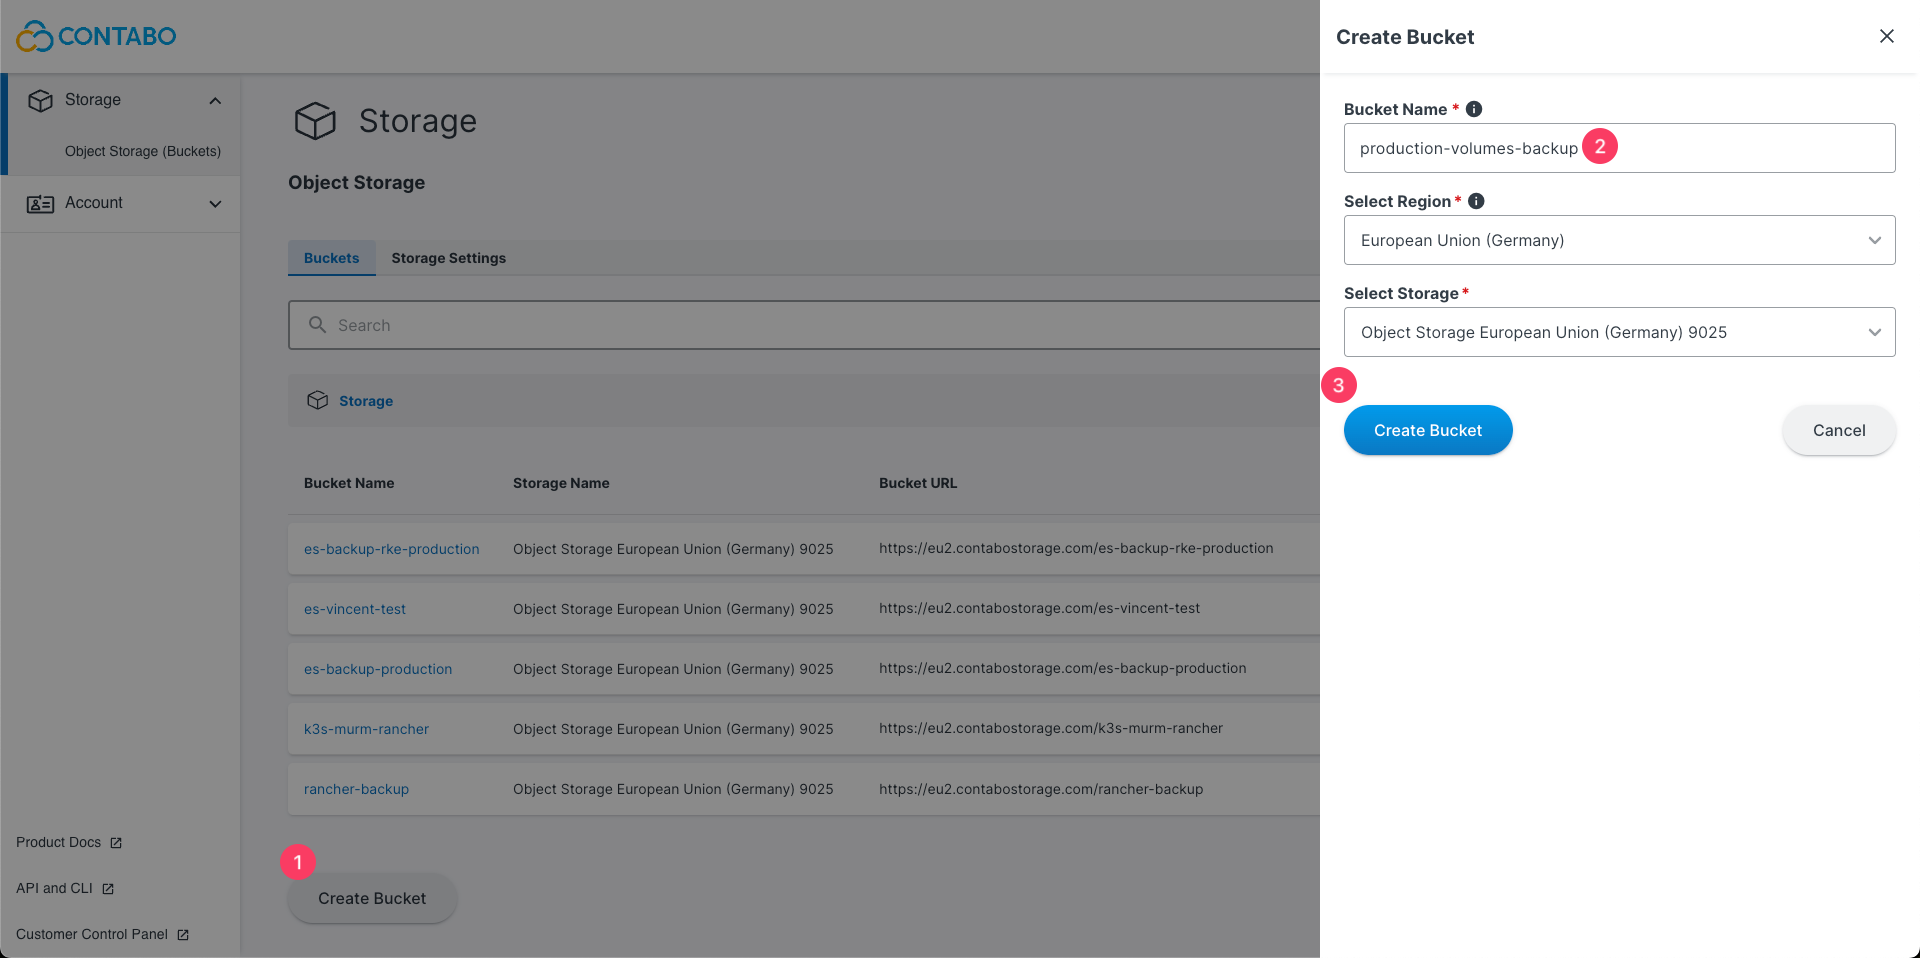 CONTABO
Storage
Object Storage (Buckets)
Account
Product Docs
API and CLI
Customer Control Panel
Storage
Object Storage
Buckets Storage Settings
Search
Storage
Bucket Name Storage Name Bucket URL
es-backup-rke-production Object Storage European Union (Germany) 9025 https://eu2.contabostorage.com/es-backup-rke-production
es-vincent-test Object Storage European Union (Germany) 9025 https://eu2.contabostorage.com/es-vincent-test
es-backup-production Object Storage European Union (Germany) 9025 https://eu2.contabostorage.com/es-backup-production
k3s-murm-rancher Object Storage European Union (Germany) 9025 https://eu2.contabostorage.com/k3s-murm-rancher
rancher-backup Object Storage European Union (Germany) 9025 https://eu2.contabostorage.com/rancher-backup
1
Create Bucket
Create Bucket
Bucket Name *
production-volumes-backup 2
Select Region *
European Union (Germany)
Select Storage *
Object Storage European Union (Germany) 9025
3
Create Bucket Cancel